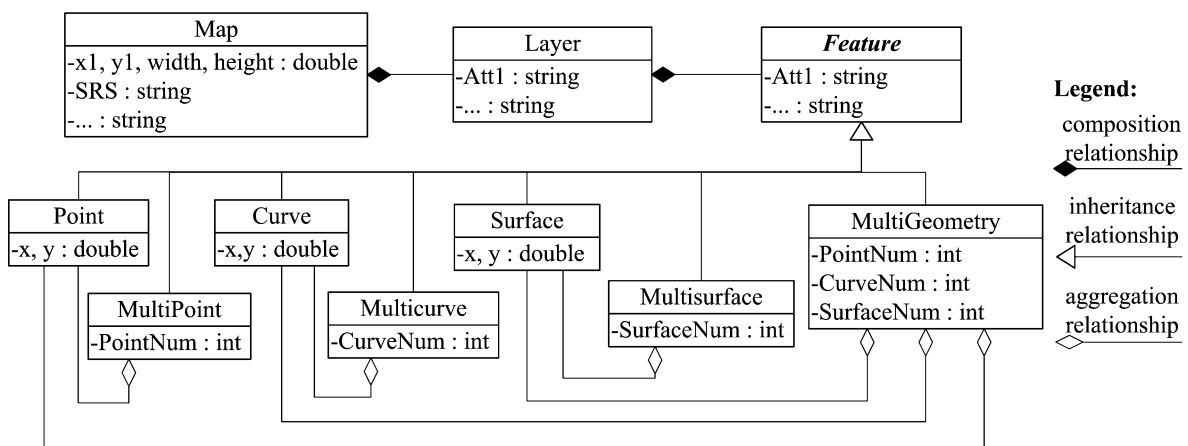 Map
-x1, y1, width, height : double
-SRS : string
-... : string
Layer
-Att1 : string
-... : string
Feature
-Att1 : string
-... : string
Legend:
composition
relationship
inheritance
relationship
aggregation
relationship
Point
-x, y : double
Curve
-x,y : double
Surface
-x, y : double
MultiGeometry
-PointNum : int
-CurveNum : int
-SurfaceNum : int
MultiPoint
-PointNum : int
Multicurve
-CurveNum : int
Multisurface
-SurfaceNum : int